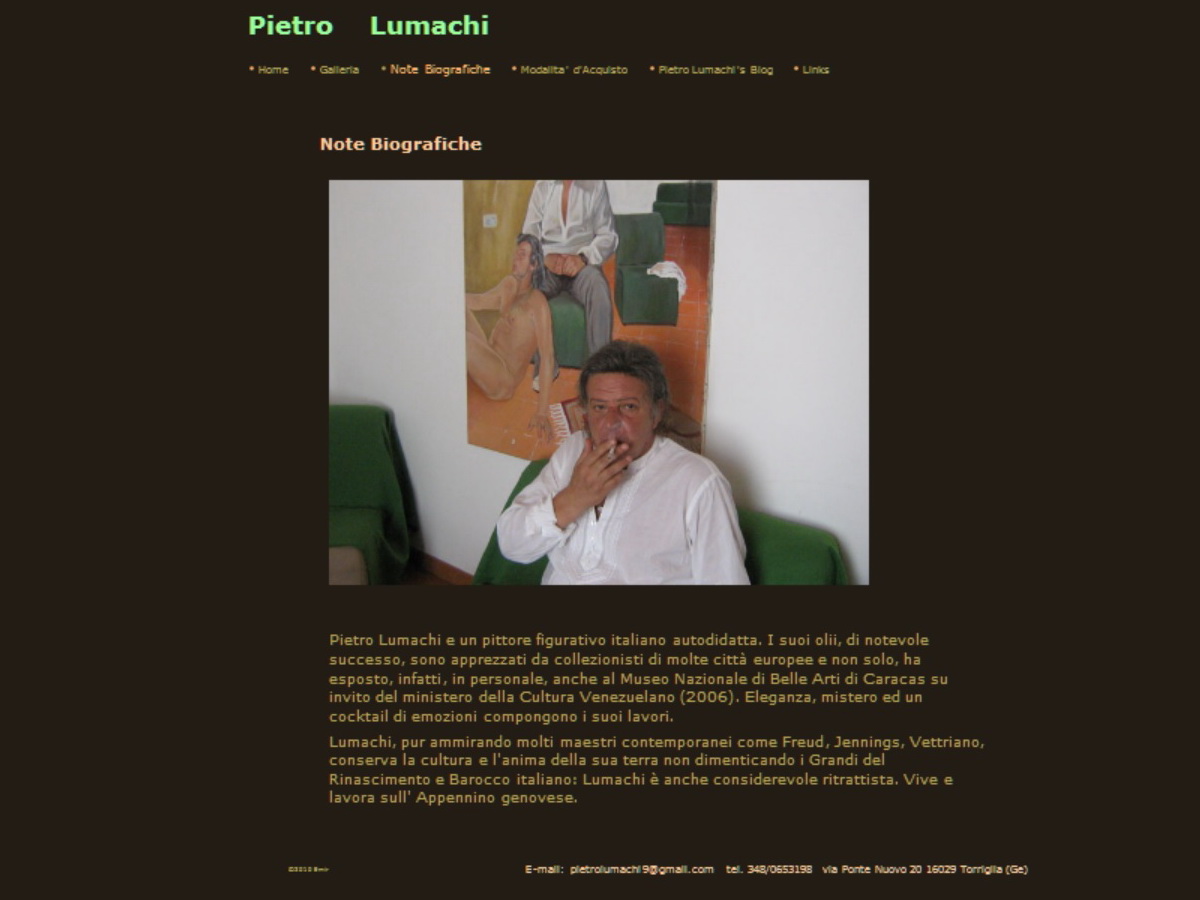 Pietro Lumachi
* Home * Galleria * Note Biografiche * Modalita' d'Acquisto * Pietro Lumachi's Blog * Links
Note Biografiche
Pietro Lumachi e un pittore figurativo italiano autodidatta. I suoi olii, di notevole
successo, sono apprezzati da collezionisti di molte città europee e non solo, ha
esposto, infatti, in personale, anche al Museo Nazionale di Belle Arti di Caracas su
invito del ministero della Cultura Venezuelano (2006). Eleganza, mistero ed un
cocktail di emozioni compongono i suoi lavori.
Lumachi, pur ammirando molti maestri contemporanei come Freud, Jennings, Vettriano,
conserva la cultura e l'anima della sua terra non dimenticando i Grandi del
Rinascimento e Barocco italiano: Lumachi è anche considerevole ritrattista. Vive e
lavora sull' Appennino genovese.
E-mail: pietrolumachi9@gmail.com tel. 348/0653198 via Ponte Nuovo 20 16029 Torriglia (Ge)